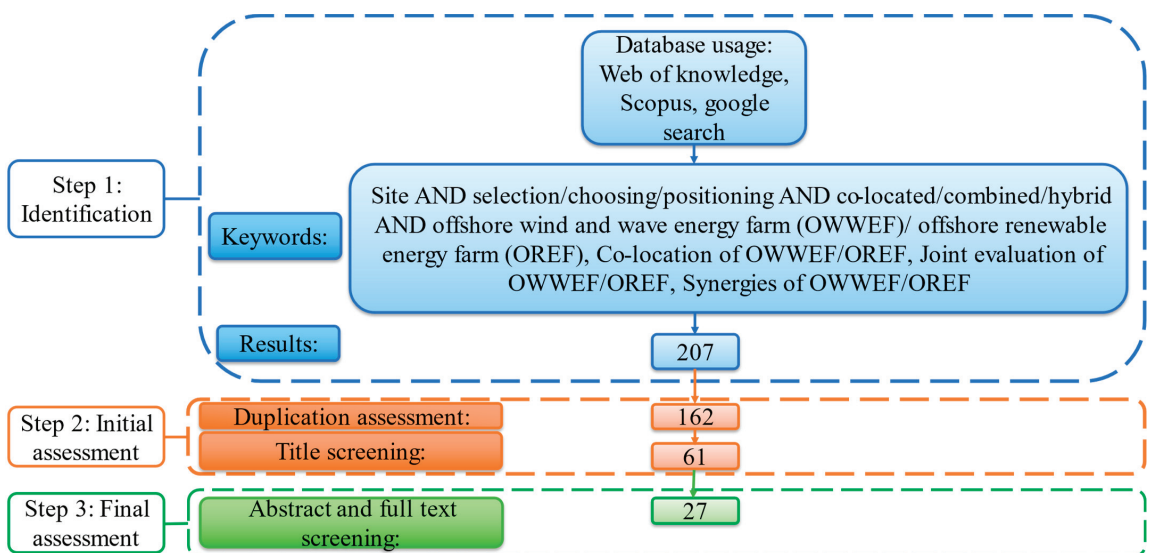 Database usage:
Web of knowledge,
Scopus, google
search
Step 1:
Identification
Keywords:
Site AND selection/choosing/positioning AND co-located/combined/hybrid
AND offshore wind and wave energy farm (OWWEF)/ offshore renewable
energy farm (OREF), Co-location of OWWEF/OREF, Joint evaluation of
OWWEF/OREF, Synergies of OWWEF/OREF
Results:
207
Step 2: Initial
assessment
Duplication assessment:
162
Title screening:
61
Step 3: Final
assessment
Abstract and full text
screening:
27